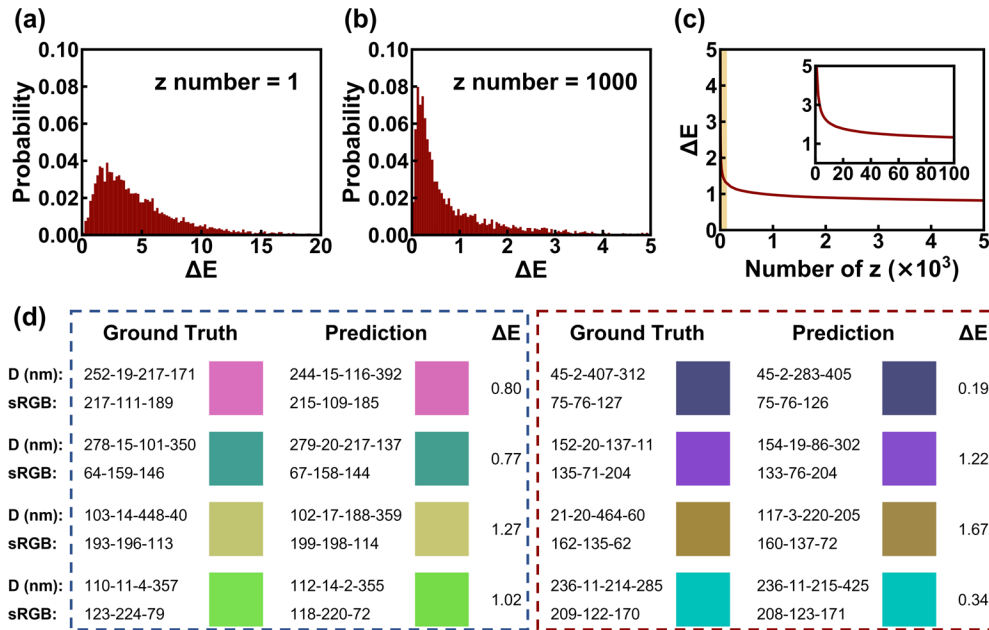 (a)
0.10
0.08
0.06
0.04
0.02
0.00
Probability
z number = 1
0 5 10 15 20
ΔE
(b)
0.10
0.08
0.06
0.04
0.02
0.00
Probability
z number = 1000
0 1 2 3 4 5
ΔE
(c)
5
4
3
2
1
0
ΔE
5
3
1
0 20 40 60 80 100
0 1 2 3 4 5
Number of z (×10³)
(d)
Ground Truth Prediction ΔE
D (nm): 252-19-217-171 244-15-116-392
0.80
sRGB: 217-111-189 215-109-185
D (nm): 278-15-101-350 279-20-217-137
0.77
sRGB: 64-159-146 67-158-144
D (nm): 103-14-448-40 102-17-188-359
1.27
sRGB: 193-196-113 199-198-114
D (nm): 110-11-4-357 112-14-2-355
1.02
sRGB: 123-224-79 118-220-72
Ground Truth Prediction ΔE
45-2-407-312 45-2-283-405
0.19
75-76-127 75-76-126
152-20-137-11 154-19-86-302
1.22
135-71-204 133-76-204
21-20-464-60 117-3-220-205
1.67
162-135-62 160-137-72
236-11-214-285 236-11-215-425
0.34
209-122-170 208-123-171